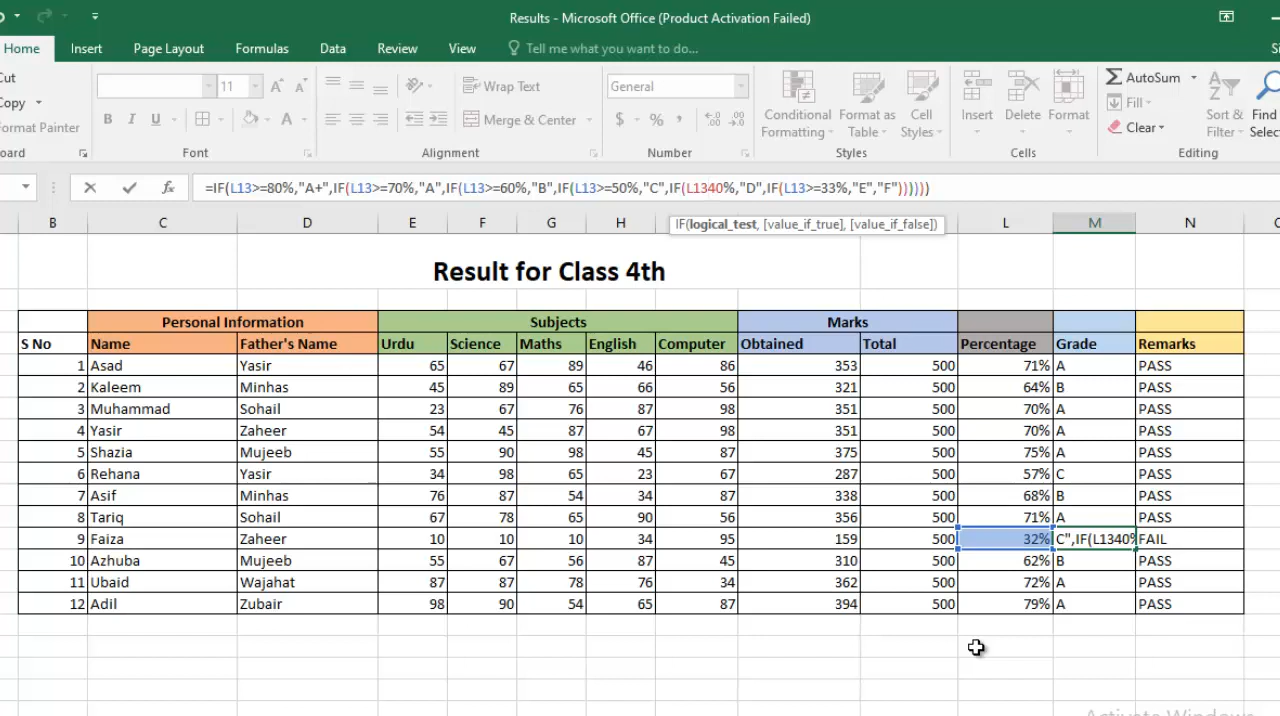 Results - Microsoft Office (Product Activation Failed)
Home Insert Page Layout Formulas Data Review View Tell me what you want to do...
Cut
Copy
Format Painter
11
Wrap Text
Merge & Center
General
$ % ,
Conditional Formatting
Format as Table
Cell Styles
Insert Delete Format
AutoSum
Fill
Clear
Sort & Filter
Find
Font Alignment Number Styles Cells Editing
=IF(L13>=80%,"A+",IF(L13>=70%,"A",IF(L13>=60%,"B",IF(L13>=50%,"C",IF(L1340%,"D",IF(L13>=33%,"E","F"))))))
IF(logical_test, [value_if_true], [value_if_false])
B C D E F G H L M N
Result for Class 4th
Personal Information Subjects Marks
S No Name Father's Name Urdu Science Maths English Computer Obtained Total Percentage Grade Remarks
1 Asad Yasir 65 67 89 46 86 353 500 71% A PASS
2 Kaleem Minhas 45 89 65 66 56 321 500 64% B PASS
3 Muhammad Sohail 23 67 76 87 98 351 500 70% A PASS
4 Yasir Zaheer 54 45 87 67 98 351 500 70% A PASS
5 Shazia Mujeeb 55 90 98 45 87 375 500 75% A PASS
6 Rehana Yasir 34 98 65 23 67 287 500 57% C PASS
7 Asif Minhas 76 87 54 34 87 338 500 68% B PASS
8 Tariq Sohail 67 78 65 90 56 356 500 71% A PASS
9 Faiza Zaheer 10 10 10 34 95 159 500 32% C",IF(L1340% FAIL
10 Azhuba Mujeeb 55 67 56 87 45 310 500 62% B PASS
11 Ubaid Wajahat 87 87 78 76 34 362 500 72% A PASS
12 Adil Zubair 98 90 54 65 87 394 500 79% A PASS
Activate Windows